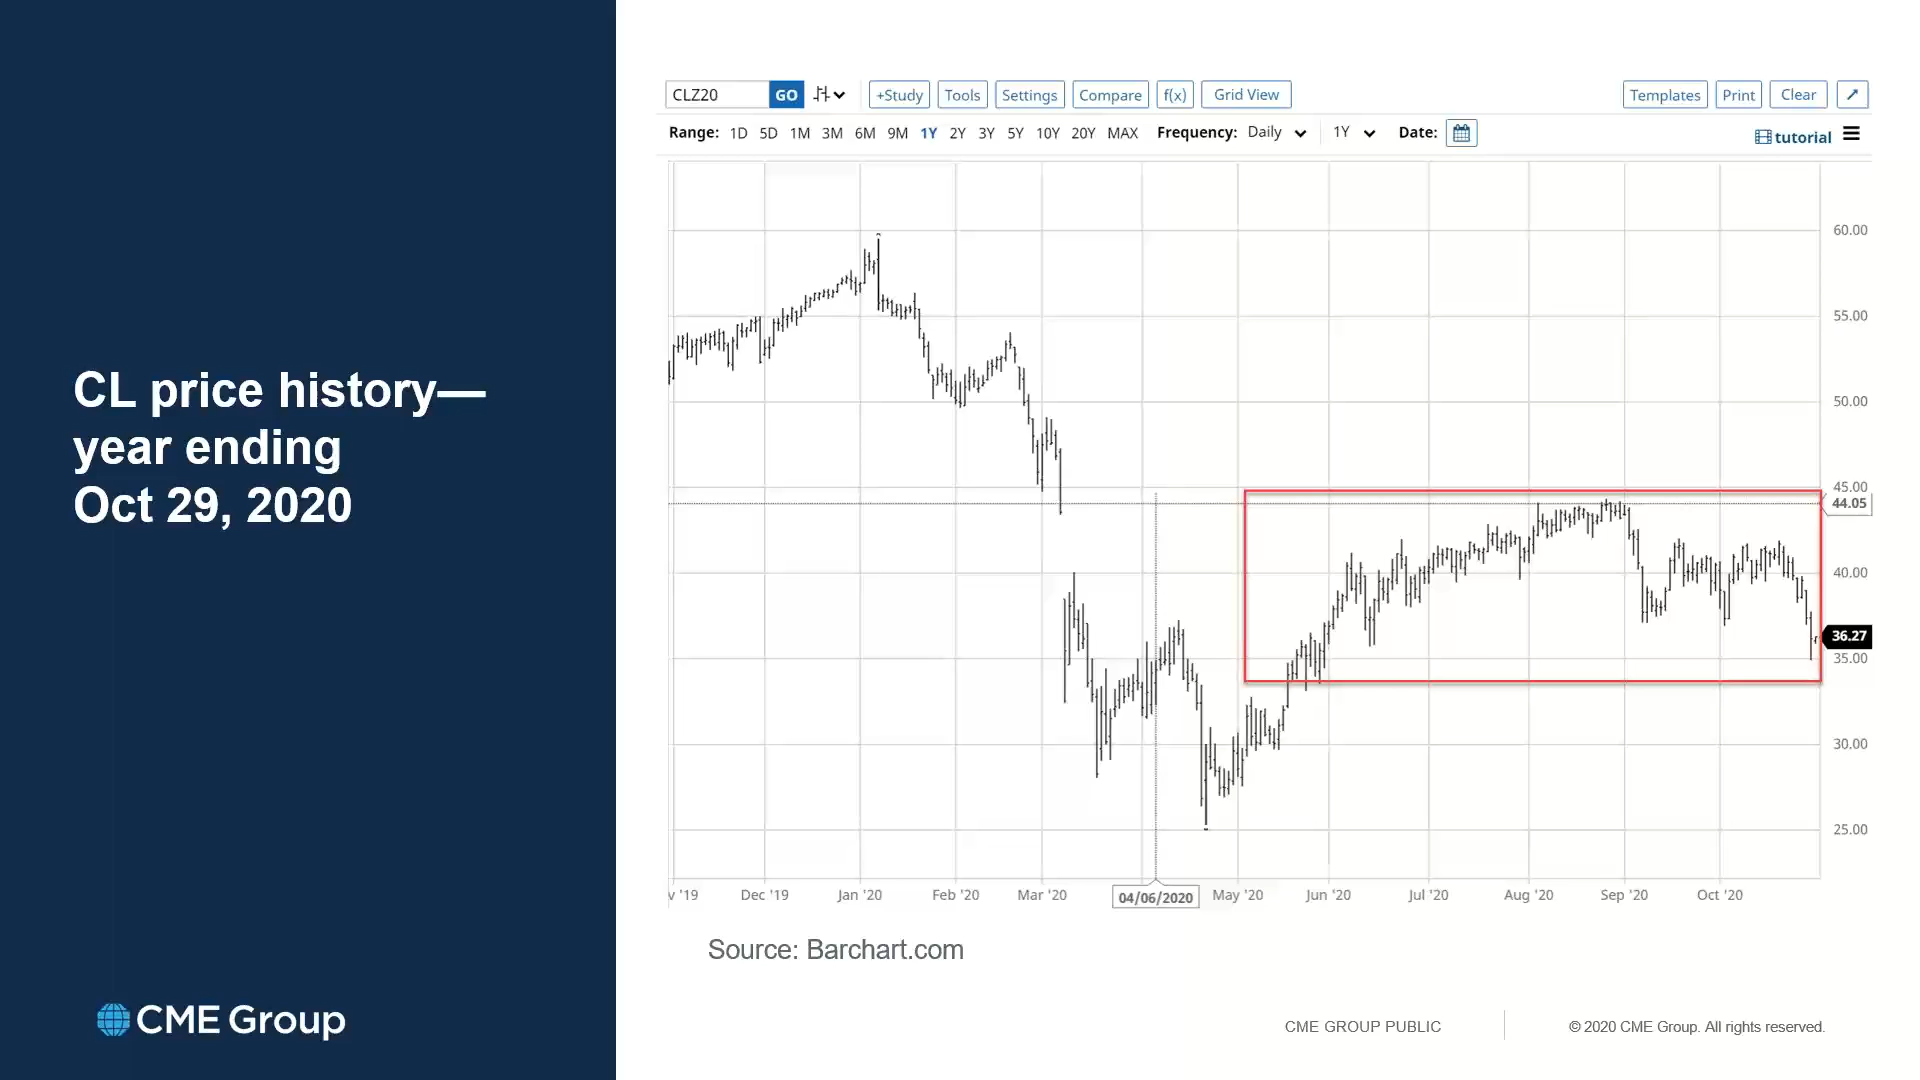 CL price history—
year ending
Oct 29, 2020
CME Group
CLZ20 GO +Study Tools Settings Compare f(x) Grid View Templates Print Clear
Range: 1D 5D 1M 3M 6M 9M 1Y 2Y 3Y 5Y 10Y 20Y MAX Frequency: Daily 1Y Date: tutorial
60.00
55.00
50.00
45.00
44.05
40.00
36.27
35.00
30.00
25.00
v '19 Dec '19 Jan '20 Feb '20 Mar '20 04/06/2020 May '20 Jun '20 Jul '20 Aug '20 Sep '20 Oct '20
Source: Barchart.com
CME GROUP PUBLIC © 2020 CME Group. All rights reserved.